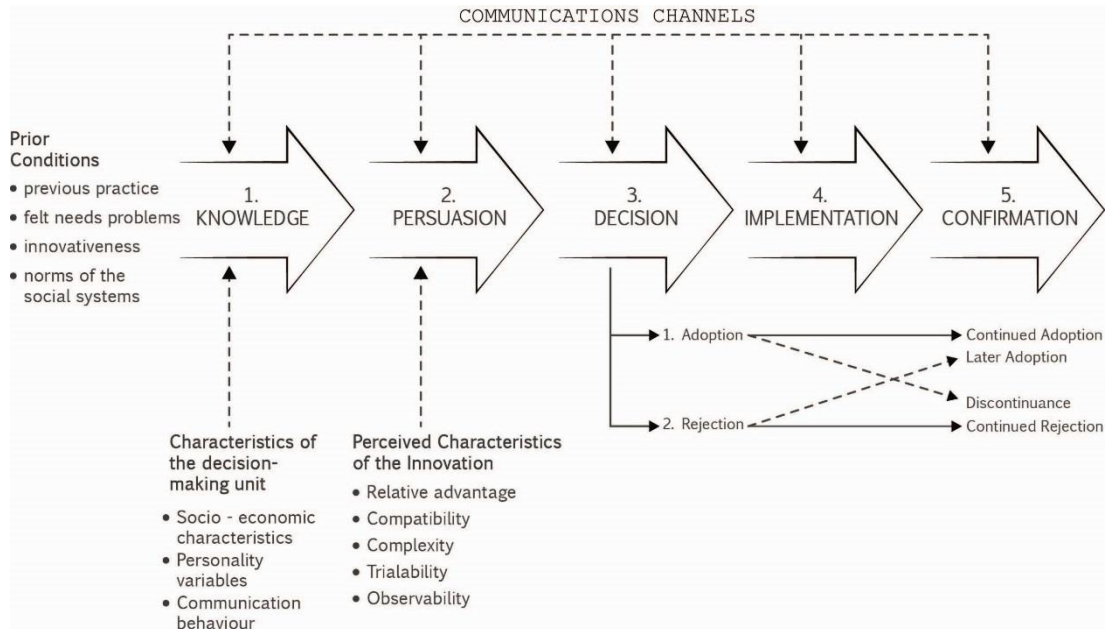 COMMUNICATIONS CHANNELS
Prior
Conditions
• previous practice
• felt needs problems
• innovativeness
• norms of the
social systems
1.
KNOWLEDGE
2.
PERSUASION
3.
DECISION
4.
IMPLEMENTATION
5.
CONFIRMATION
1. Adoption
2. Rejection
Continued Adoption
Later Adoption
Discontinuance
Continued Rejection
Characteristics of
the decision-
making unit
• Socio - economic
characteristics
• Personality
variables
• Communication
behaviour
Perceived Characteristics
of the Innovation
• Relative advantage
• Compatibility
• Complexity
• Trialability
• Observability